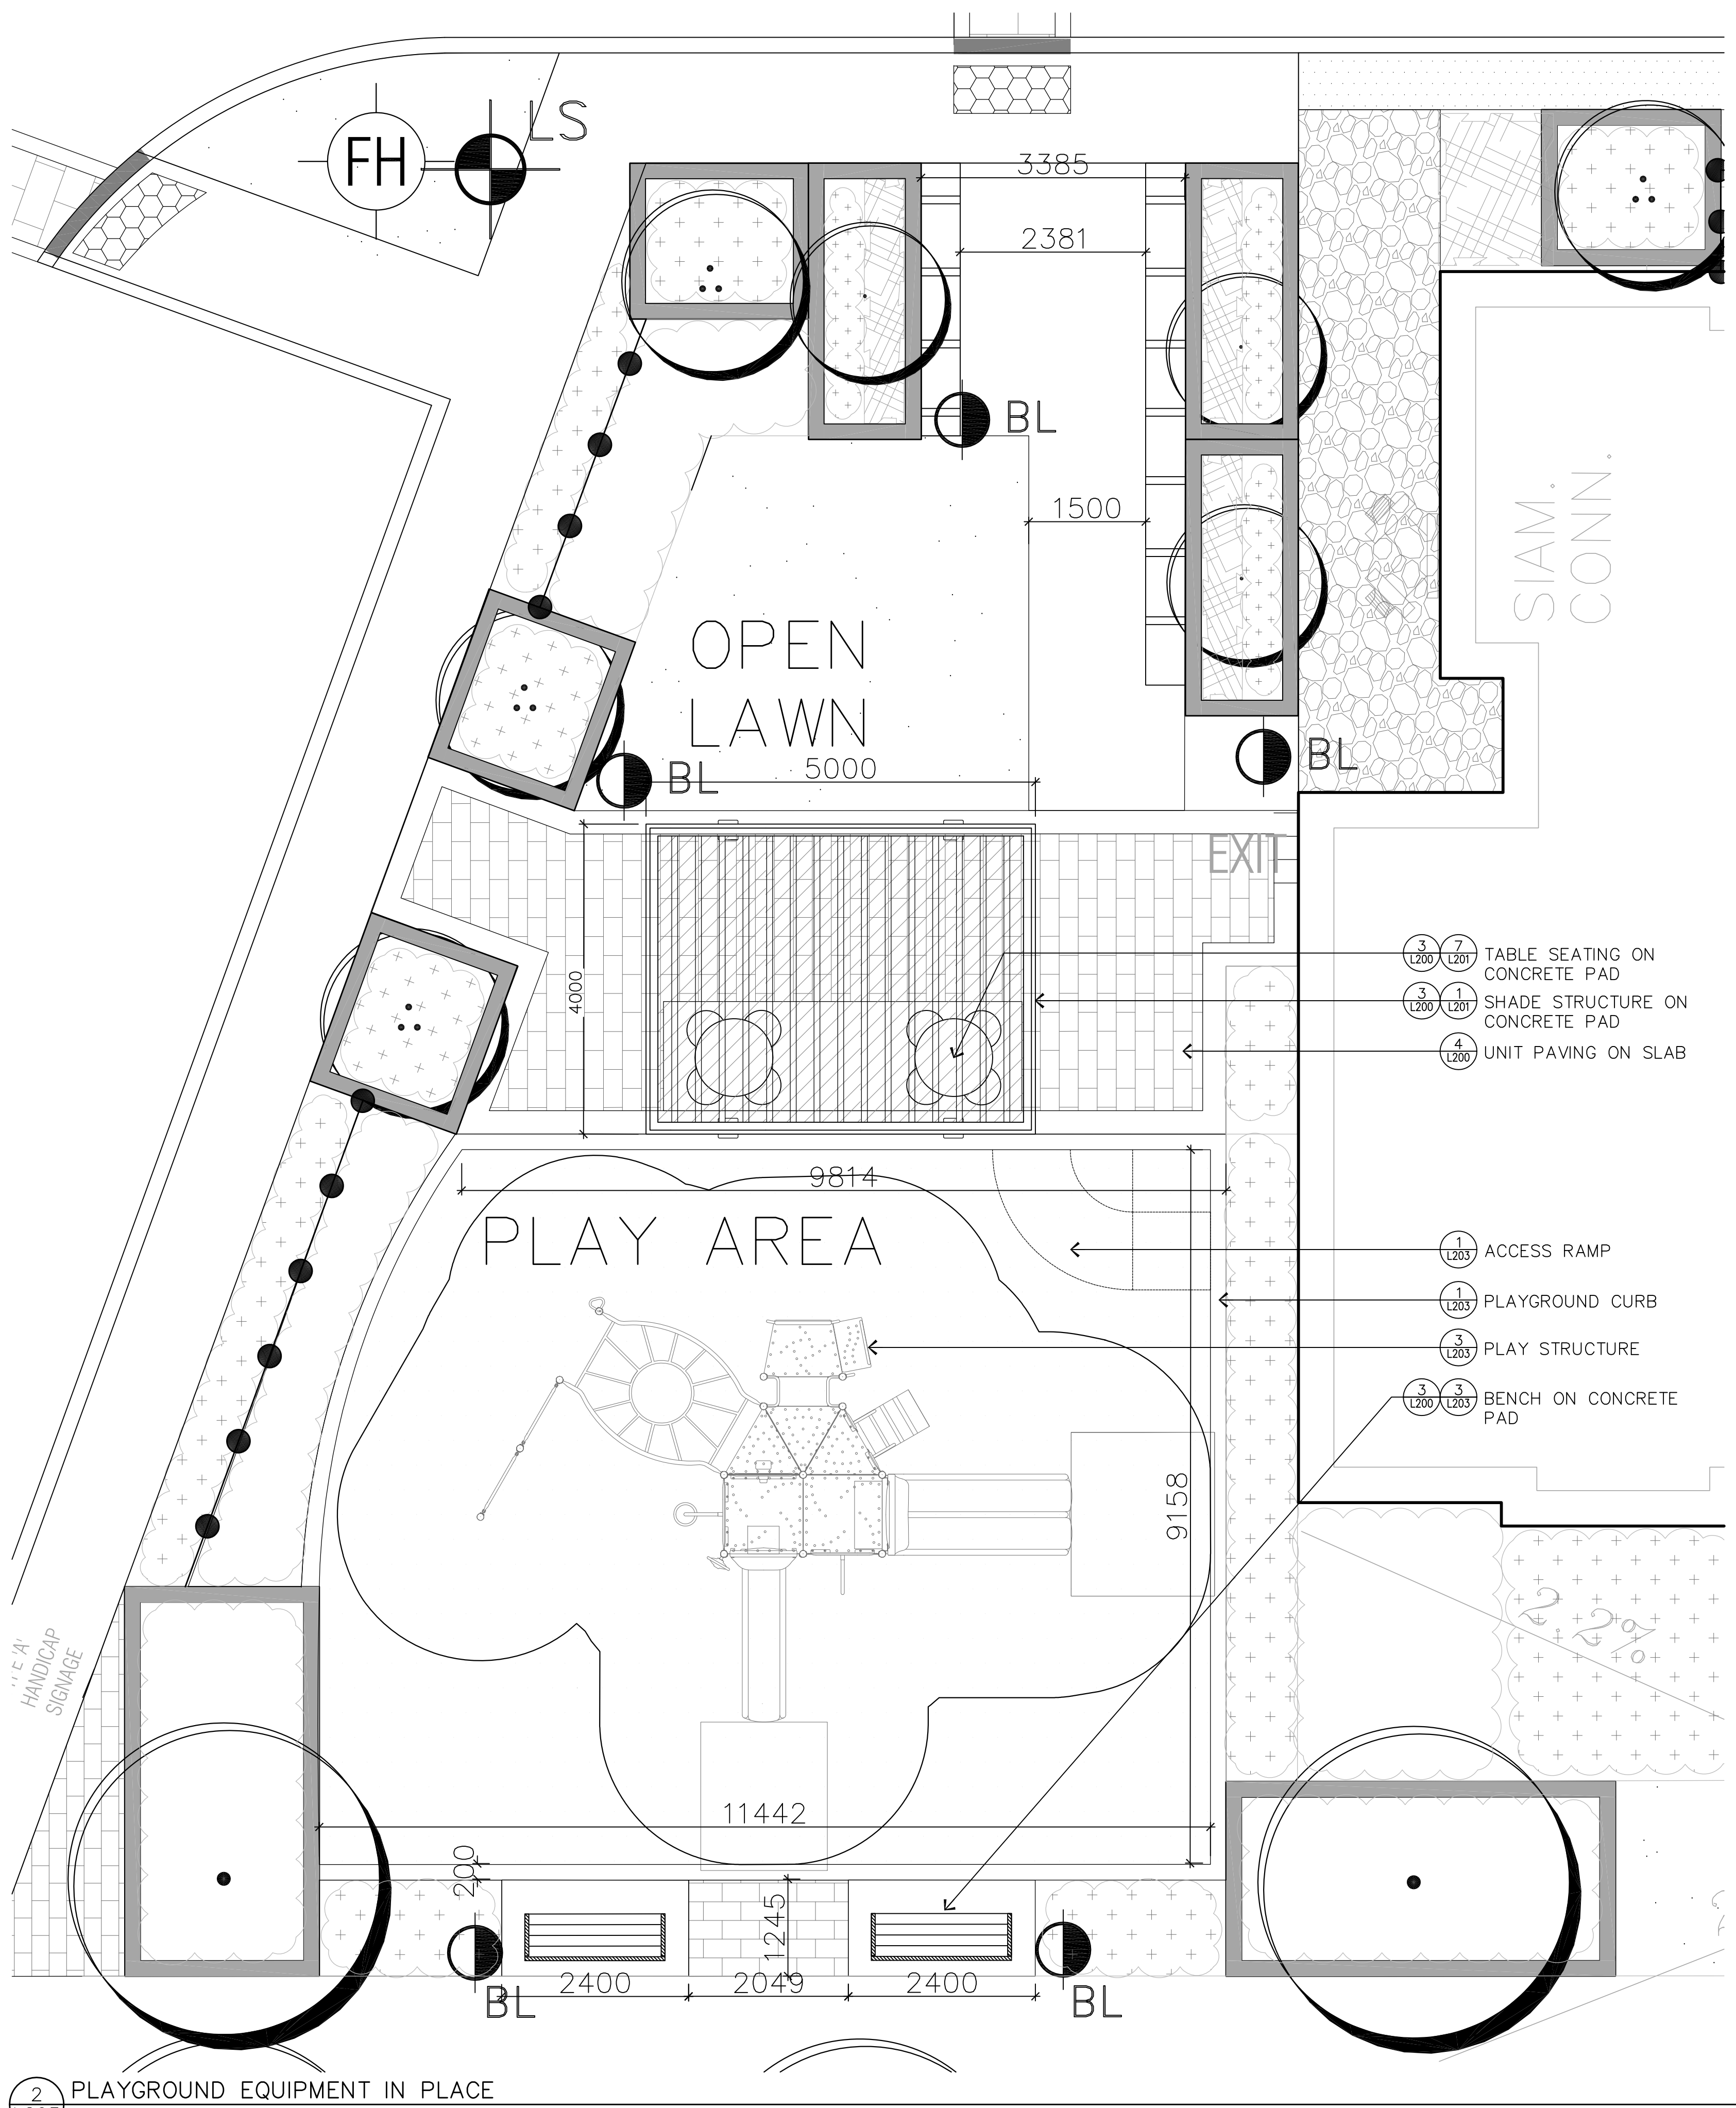 LS
FH
3385
2381
BL
1500
SIAM.
CONN.
OPEN
LAWN
5000
BL
BL
EXIT
4000
3
L200
7
L201
TABLE SEATING ON
CONCRETE PAD
3
L200
1
L201
SHADE STRUCTURE ON
CONCRETE PAD
4
L200
UNIT PAVING ON SLAB
9814
PLAY AREA
1
L203
ACCESS RAMP
1
L203
PLAYGROUND CURB
3
L203
PLAY STRUCTURE
3
L200
3
L203
BENCH ON CONCRETE
PAD
9158
2.2%
'A'
HANDICAP
SIGNAGE
11442
200
1245
2400
2049
2400
BL
BL
2
PLAYGROUND EQUIPMENT IN PLACE